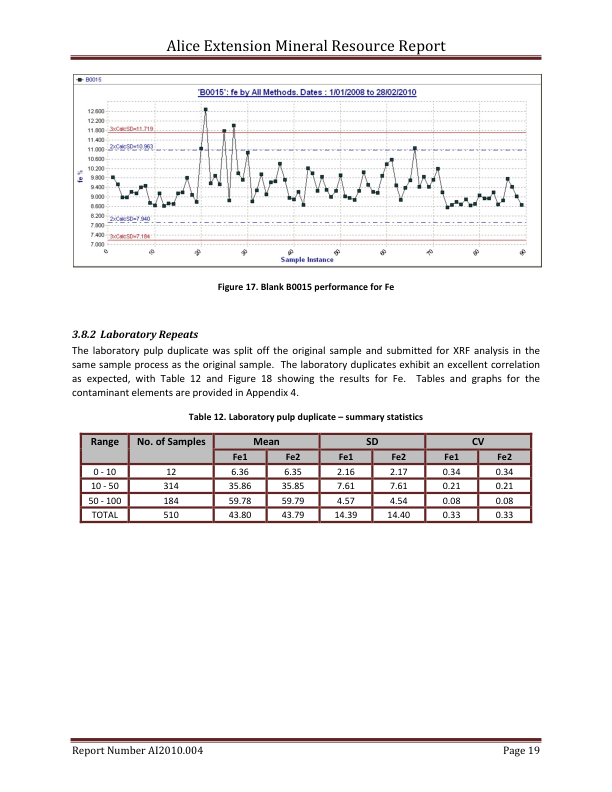 Alice Extension Mineral Resource Report
B0015
'B0015': fe by All Methods. Dates : 1/01/2008 to 28/02/2010
12.600
12.200
11.800
3xCalcSD=11.719
11.400
11.000
2xCalcSD=10.963
10.600
10.200
9.800
9.400
9.000
8.600
8.200
2xCalcSD=7.940
7.800
7.400
3xCalcSD=7.184
7.000
fe %
0 10 20 30 40 50 60 70 80 90
Sample Instance
Figure 17. Blank B0015 performance for Fe
3.8.2 Laboratory Repeats
The laboratory pulp duplicate was split off the original sample and submitted for XRF analysis in the
same sample process as the original sample. The laboratory duplicates exhibit an excellent correlation
as expected, with Table 12 and Figure 18 showing the results for Fe. Tables and graphs for the
contaminant elements are provided in Appendix 4.
Table 12. Laboratory pulp duplicate – summary statistics
Range No. of Samples Mean SD CV
Fe1 Fe2 Fe1 Fe2 Fe1 Fe2
0 - 10 12 6.36 6.35 2.16 2.17 0.34 0.34
10 - 50 314 35.86 35.85 7.61 7.61 0.21 0.21
50 - 100 184 59.78 59.79 4.57 4.54 0.08 0.08
TOTAL 510 43.80 43.79 14.39 14.40 0.33 0.33
Report Number AI2010.004 Page 19